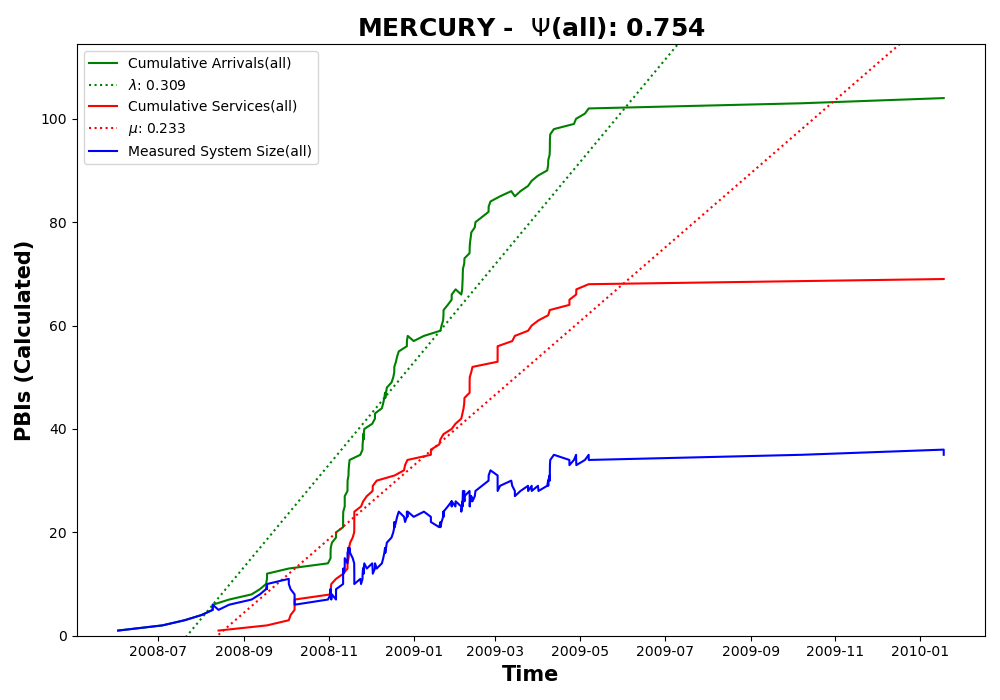 MERCURY - Ψ(all): 0.754
Cumulative Arrivals(all)
λ: 0.309
Cumulative Services(all)
μ: 0.233
Measured System Size(all)
PBIs (Calculated)
100
80
60
40
20
0
2008-07 2008-09 2008-11 2009-01 2009-03 2009-05 2009-07 2009-09 2009-11 2010-01
Time